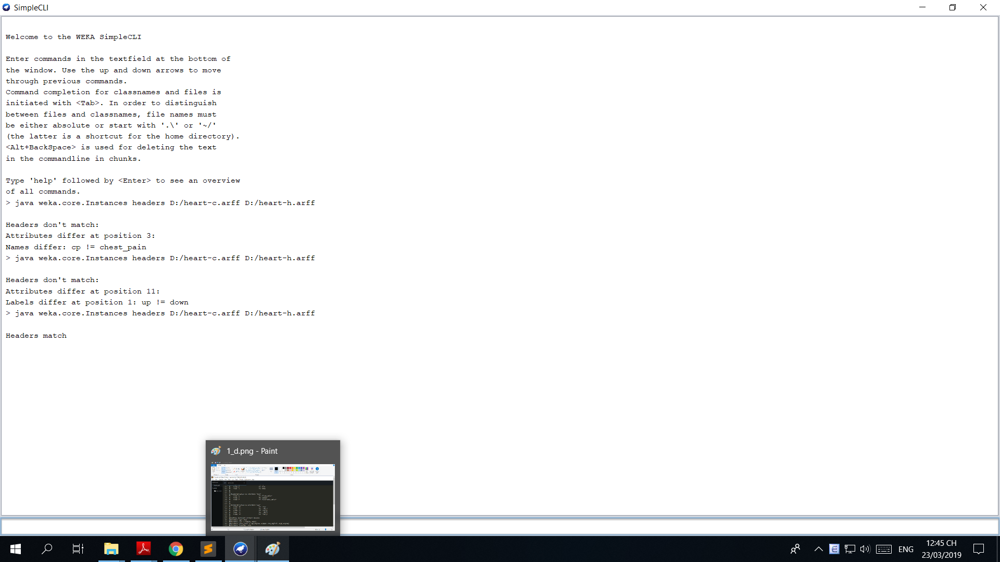 SimpleCLI
Welcome to the WEKA SimpleCLI
Enter commands in the textfield at the bottom of
the window. Use the up and down arrows to move
through previous commands.
Command completion for classnames and files is
initiated with <Tab>. In order to distinguish
between files and classnames, file names must
be either absolute or start with '.\' or '~/'
(the latter is a shortcut for the home directory).
<Alt+BackSpace> is used for deleting the text
in the commandline in chunks.
Type 'help' followed by <Enter> to see an overview
of all commands.
> java weka.core.Instances headers D:/heart-c.arff D:/heart-h.arff
Headers don't match:
Attributes differ at position 3:
Names differ: cp != chest_pain
> java weka.core.Instances headers D:/heart-c.arff D:/heart-h.arff
Headers don't match:
Attributes differ at position 11:
Labels differ at position 1: up != down
> java weka.core.Instances headers D:/heart-c.arff D:/heart-h.arff
Headers match
1_d.png - Paint
ENG
12:45 CH
23/03/2019